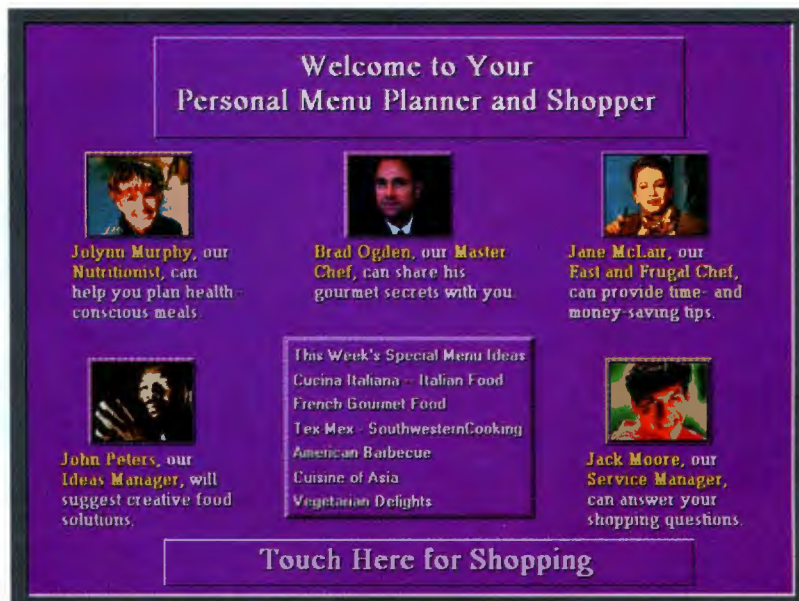 Welcome to Your
Personal Menu Planner and Shopper
Jolynn Murphy, our
Nutritionist, can
help you plan health-
conscious meals.
Brad Ogden, our Master
Chef, can share his
gourmet secrets with you.
Jane McLair, our
Fast and Frugal Chef,
can provide time- and
money-saving tips.
John Peters, our
Ideas Manager, will
suggest creative food
solutions.
This Week's Special Menu Ideas
Cucina Italiana - Italian Food
French Gourmet Food
Tex-Mex - SouthwesternCooking
American Barbecue
Cuisine of Asia
Vegetarian Delights
Jack Moore, our
Service Manager,
can answer your
shopping questions.
Touch Here for Shopping